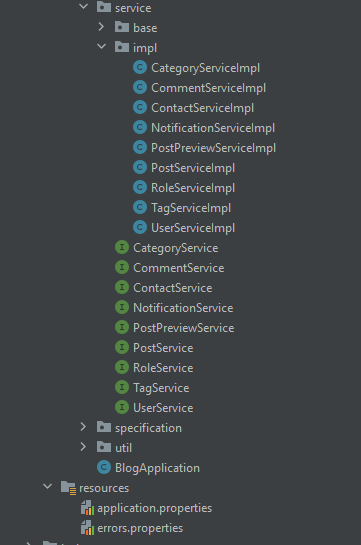 service
base
impl
CategoryServiceImpl
CommentServiceImpl
ContactServiceImpl
NotificationServiceImpl
PostPreviewServiceImpl
PostServiceImpl
RoleServiceImpl
TagServiceImpl
UserServiceImpl
CategoryService
CommentService
ContactService
NotificationService
PostPreviewService
PostService
RoleService
TagService
UserService
specification
util
BlogApplication
resources
application.properties
errors.properties